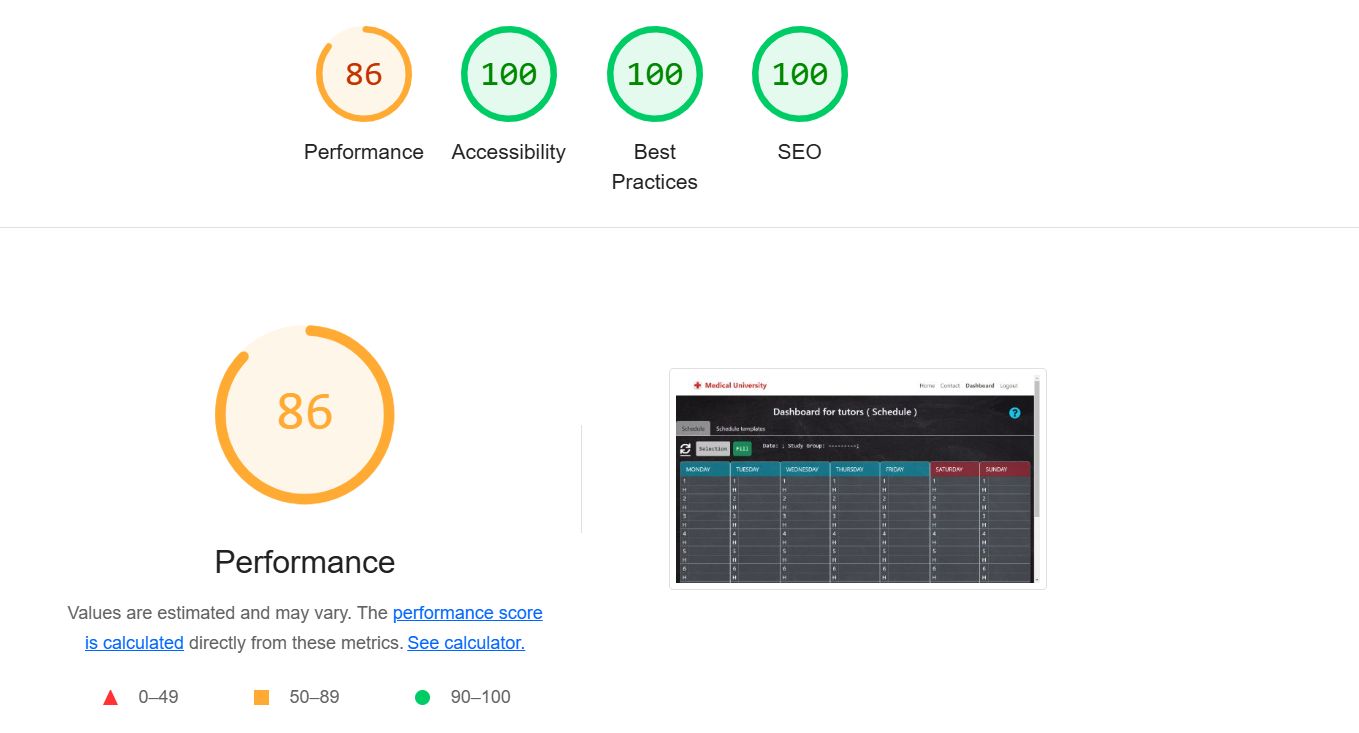 86
100
100
100
Performance
Accessibility
Best
Practices
SEO
86
Performance
Values are estimated and may vary. The performance score
is calculated directly from these metrics. See calculator.
0–49
50–89
90–100
Medical University
Home Contact Dashboard Logout
Dashboard for tutors ( Schedule )
?
Schedule Schedule templates
Selection Fill Date: ; Study Group: ---------;
MONDAY TUESDAY WEDNESDAY THURSDAY FRIDAY SATURDAY SUNDAY
1 1 1 1 1 1 1
H H H H H H H
2 2 2 2 2 2 2
H H H H H H H
3 3 3 3 3 3 3
H H H H H H H
4 4 4 4 4 4 4
H H H H H H H
5 5 5 5 5 5 5
H H H H H H H
6 6 6 6 6 6 6
H H H H H H H